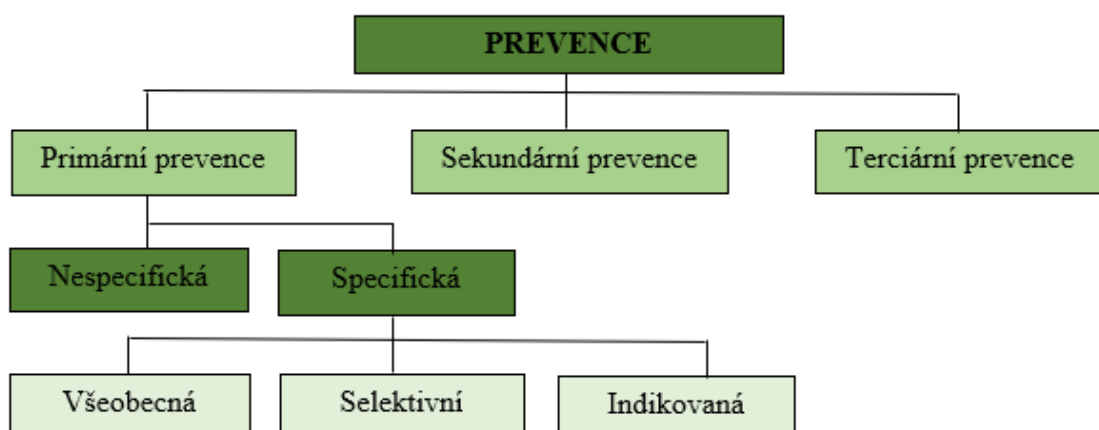 PREVENCE
Primární prevence
Sekundární prevence
Terciární prevence
Nespecifická
Specifická
Všeobecná
Selektivní
Indikovaná